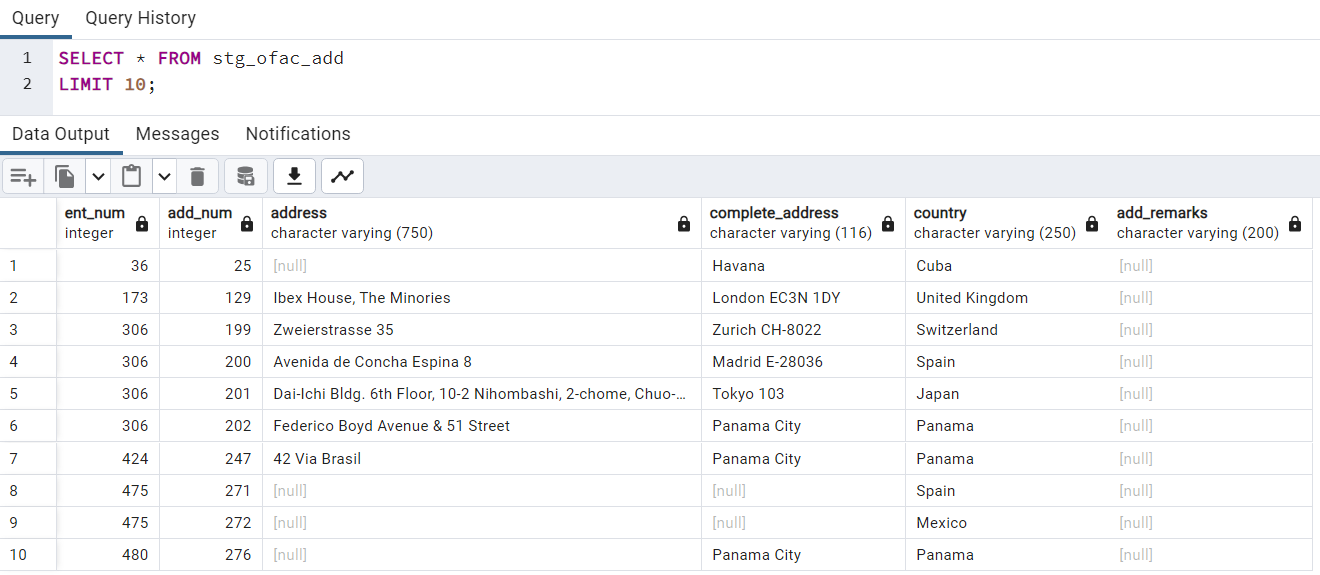 Query Query History
1 SELECT * FROM stg_ofac_add
2 LIMIT 10;
Data Output Messages Notifications
ent_num add_num address complete_address country add_remarks
integer integer character varying (750) character varying (116) character varying (250) character varying (200)
1 36 25 [null] Havana Cuba [null]
2 173 129 Ibex House, The Minories London EC3N 1DY United Kingdom [null]
3 306 199 Zweierstrasse 35 Zurich CH-8022 Switzerland [null]
4 306 200 Avenida de Concha Espina 8 Madrid E-28036 Spain [null]
5 306 201 Dai-Ichi Bldg. 6th Floor, 10-2 Nihombashi, 2-chome, Chuo-... Tokyo 103 Japan [null]
6 306 202 Federico Boyd Avenue & 51 Street Panama City Panama [null]
7 424 247 42 Via Brasil Panama City Panama [null]
8 475 271 [null] [null] Spain [null]
9 475 272 [null] [null] Mexico [null]
10 480 276 [null] Panama City Panama [null]